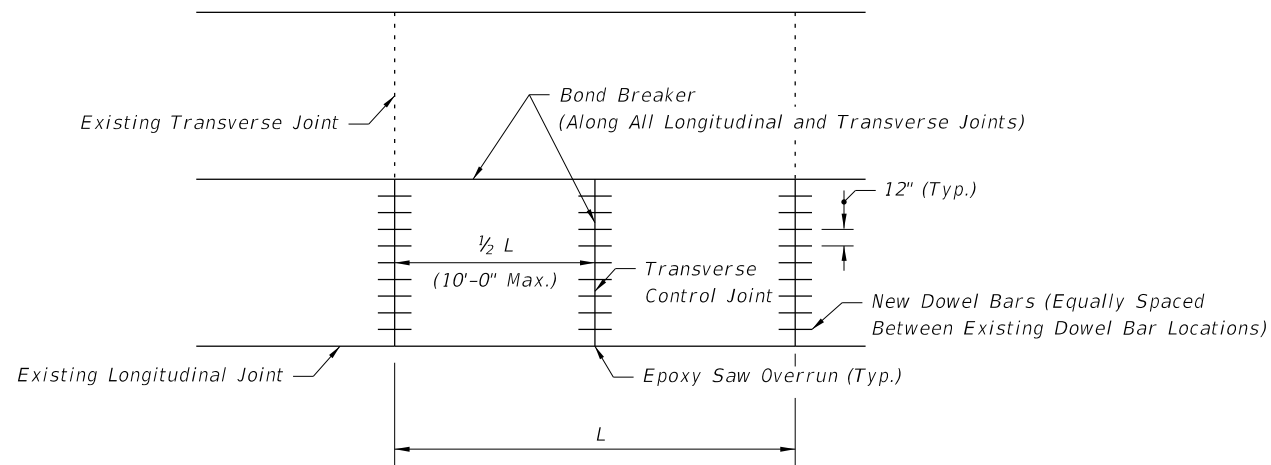 Bond Breaker
(Along All Longitudinal and Transverse Joints)
Existing Transverse Joint
12" (Typ.)
½ L
(10'-0" Max.)
Transverse
Control Joint
New Dowel Bars (Equally Spaced
Between Existing Dowel Bar Locations)
Existing Longitudinal Joint
Epoxy Saw Overrun (Typ.)
L